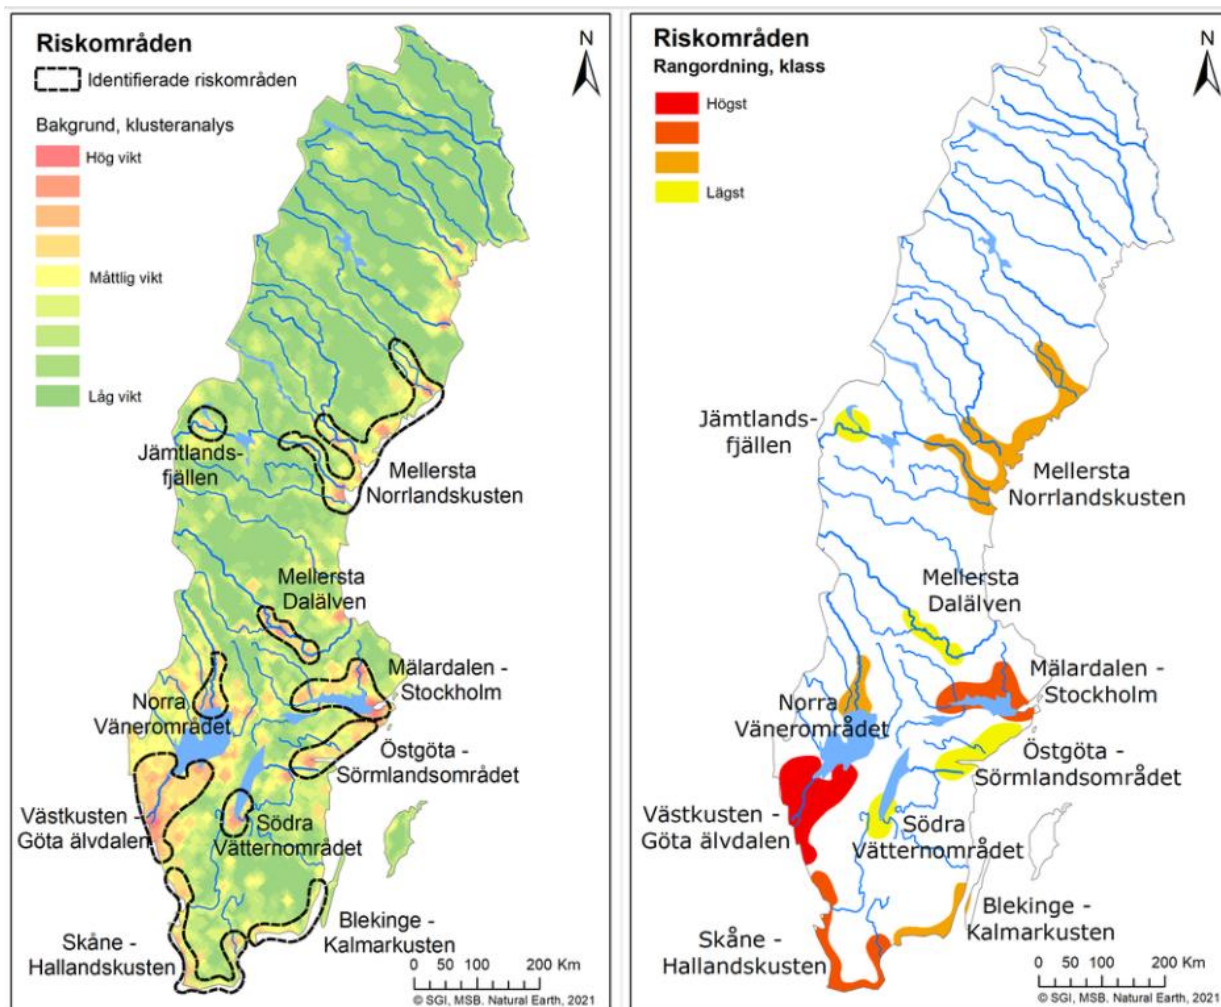 Riskområden
N
Identifierade riskområden
Bakgrund, klusteranalys
Hög vikt
Måttlig vikt
Låg vikt
Jämtlands-
fjällen
Mellersta
Norrlandskusten
Mellersta
Dalälven
Mälardalen -
Stockholm
Norra
Vänerområdet
Östgöta -
Sörmlandsområdet
Västkusten -
Göta älvdalen
Södra
Vätternområdet
Blekinge -
Kalmarkusten
Skåne -
Hallandskusten
0 50 100 200 Km
© SGI, MSB. Natural Earth, 2021
Riskområden
Rangordning, klass
N
Högst
Lägst
Jämtlands-
fjällen
Mellersta
Norrlandskusten
Mellersta
Dalälven
Mälardalen -
Stockholm
Norra
Vänerområdet
Östgöta -
Sörmlandsområdet
Västkusten -
Göta älvdalen
Södra
Vätternområdet
Blekinge -
Kalmarkusten
Skåne -
Hallandskusten
0 50 100 200 Km
© SGI, MSB. Natural Earth, 2021